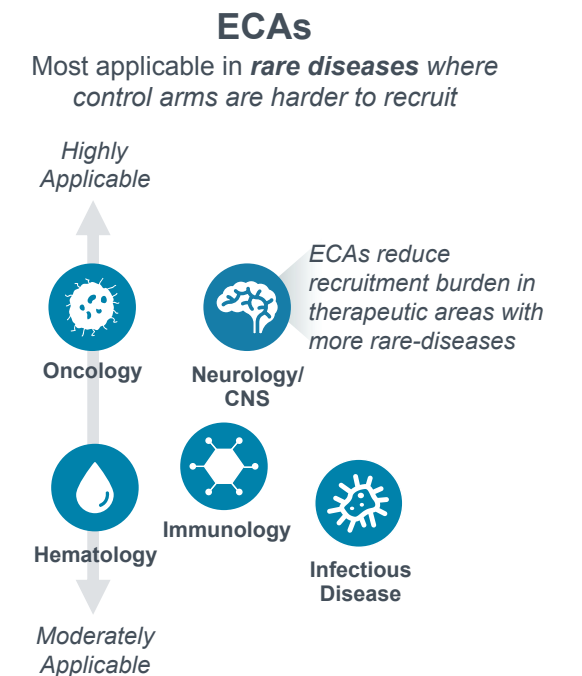 ECAs
Most applicable in rare diseases where
control arms are harder to recruit
Highly
Applicable
ECAs reduce
recruitment burden in
therapeutic areas with
more rare-diseases
Oncology
Neurology/
CNS
Immunology
Hematology
Infectious
Disease
Moderately
Applicable